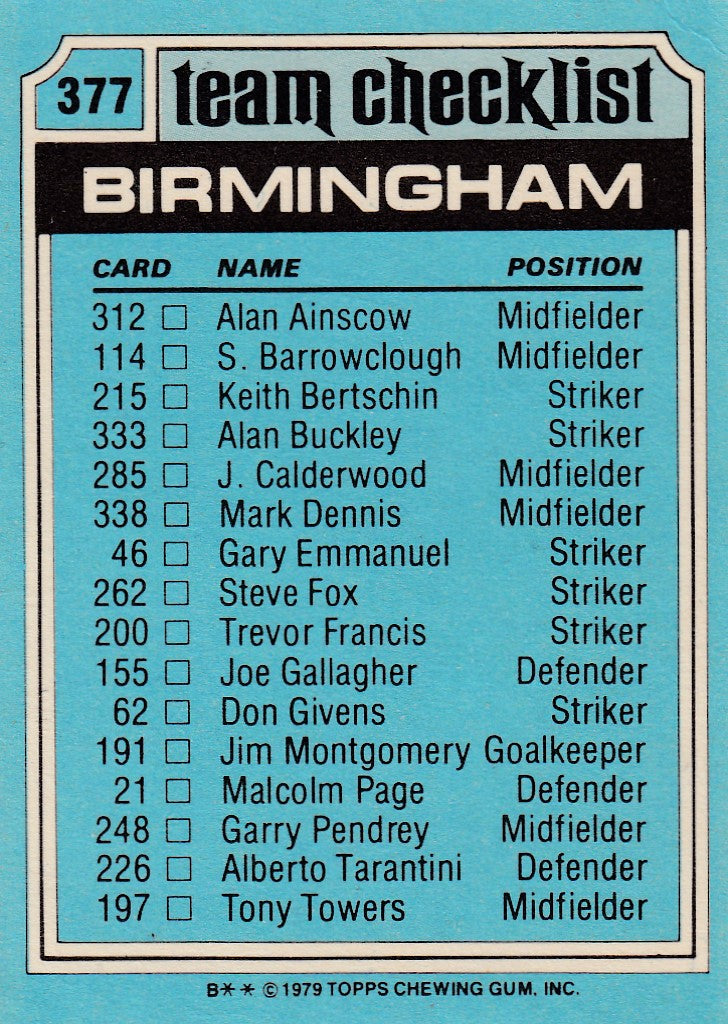 377 team checklist
BIRMINGHAM
CARD NAME POSITION
312 □ Alan Ainscow Midfielder
114 □ S. Barrowclough Midfielder
215 □ Keith Bertschin Striker
333 □ Alan Buckley Striker
285 □ J. Calderwood Midfielder
338 □ Mark Dennis Midfielder
46 □ Gary Emmanuel Striker
262 □ Steve Fox Striker
200 □ Trevor Francis Striker
155 □ Joe Gallagher Defender
62 □ Don Givens Striker
191 □ Jim Montgomery Goalkeeper
21 □ Malcolm Page Defender
248 □ Garry Pendrey Midfielder
226 □ Alberto Tarantini Defender
197 □ Tony Towers Midfielder
B** © 1979 TOPPS CHEWING GUM, INC.